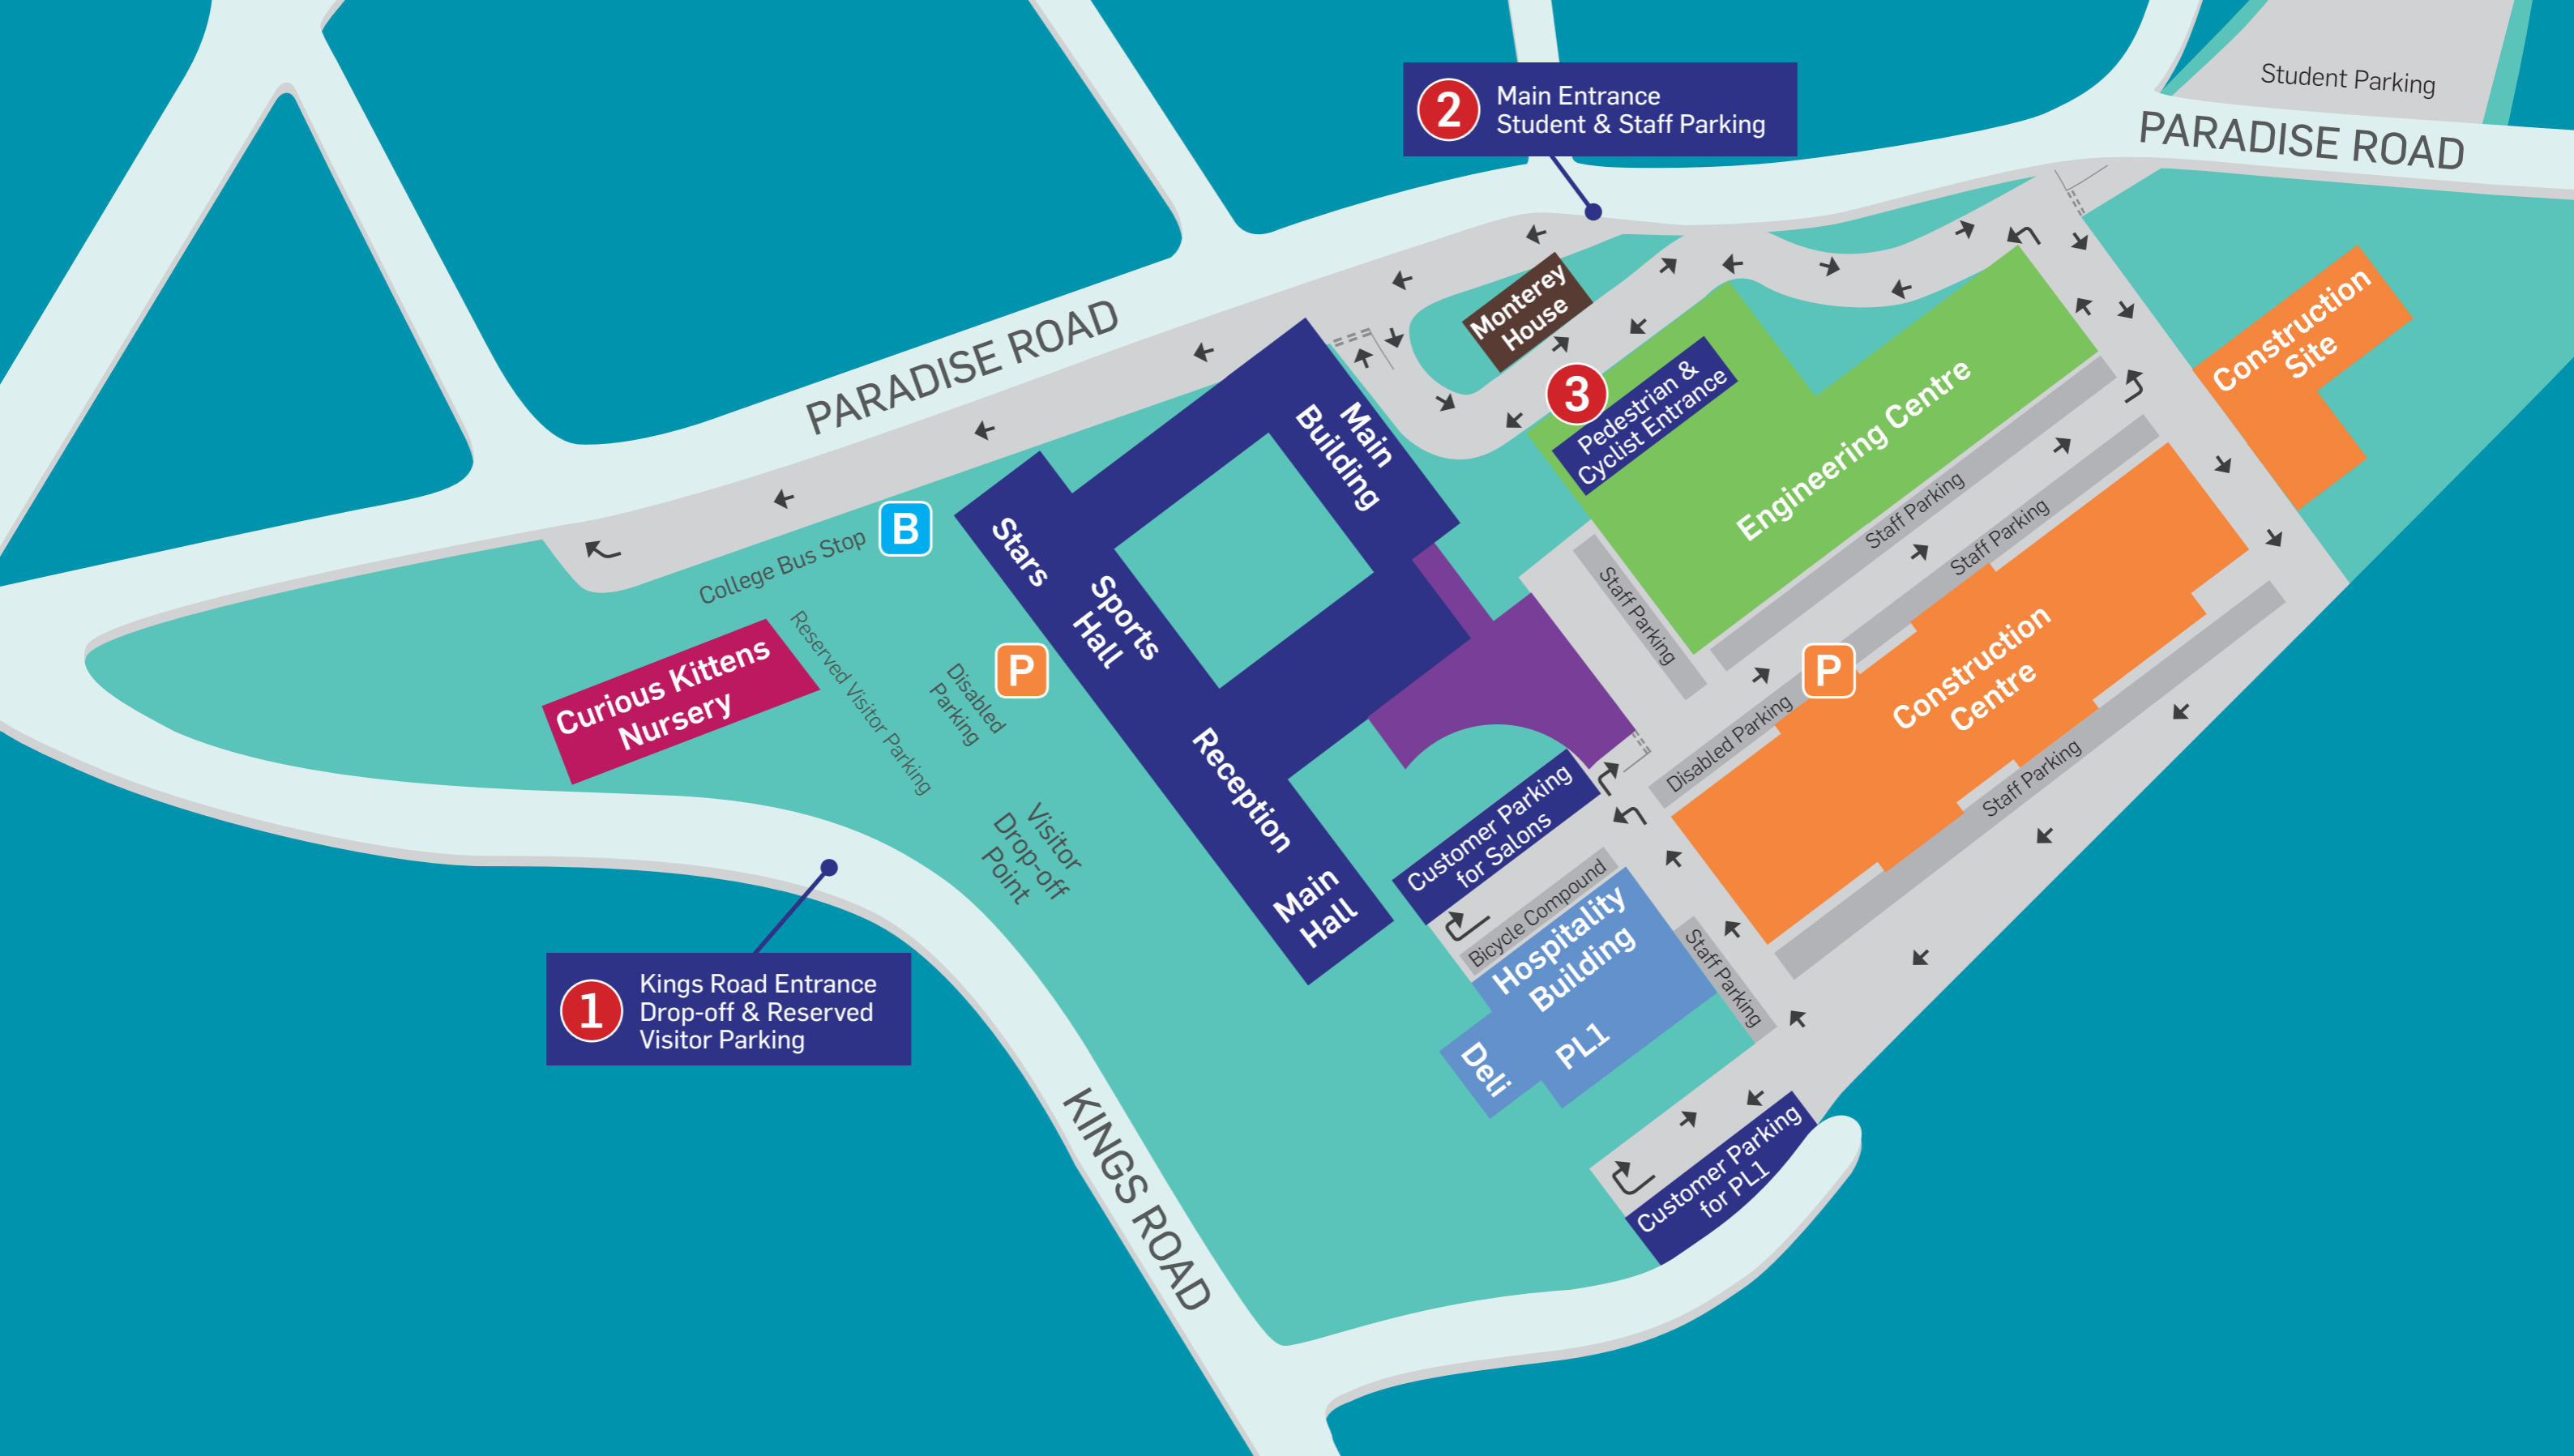 Student Parking
PARADISE ROAD
2
Main Entrance
Student & Staff Parking
PARADISE ROAD
Monterey
House
3
Pedestrian &
Cyclist Entrance
Engineering Centre
Construction
Site
Main
Building
Stars
Sports
Hall
B
College Bus Stop
Curious Kittens
Nursery
Reserved Visitor Parking
Disabled
Parking
P
Staff Parking
Staff Parking
Staff Parking
P
Disabled Parking
Construction
Centre
Staff Parking
Reception
Visitor
Drop-off
Point
Main
Hall
Customer Parking
for Salons
Bicycle Compound
Hospitality
Building
Staff Parking
Deli
PL1
1
Kings Road Entrance
Drop-off & Reserved
Visitor Parking
KINGS ROAD
Customer Parking
for PL1